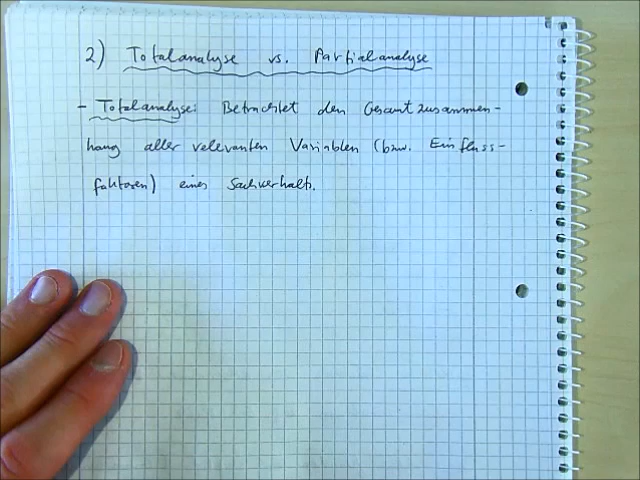 2) Totalanalyse vs. Partialanalyse
- Totalanalyse: Betrachtet den Gesamtzusammen-
hang aller relevanten Variablen (bzw. Einfluss-
faktoren) eines Sachverhalts.